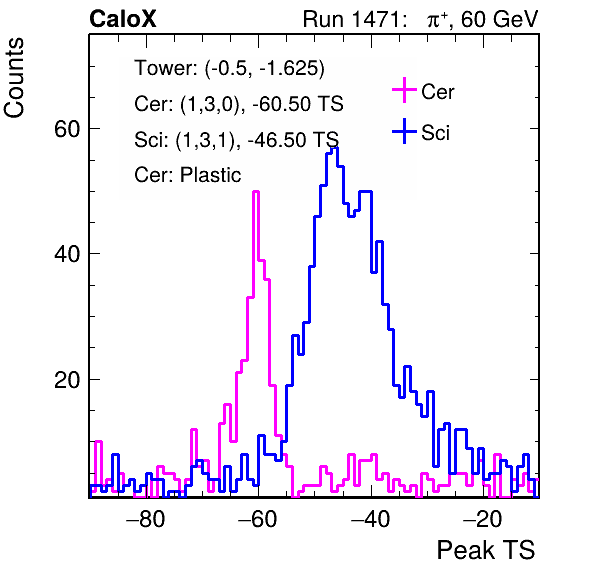 CaloX Run 1471: π⁺, 60 GeV
Counts
Tower: (-0.5, -1.625)
Cer: (1,3,0), -60.50 TS
Sci: (1,3,1), -46.50 TS
Cer: Plastic
Cer
Sci
60
40
20
−80 −60 −40 −20
Peak TS